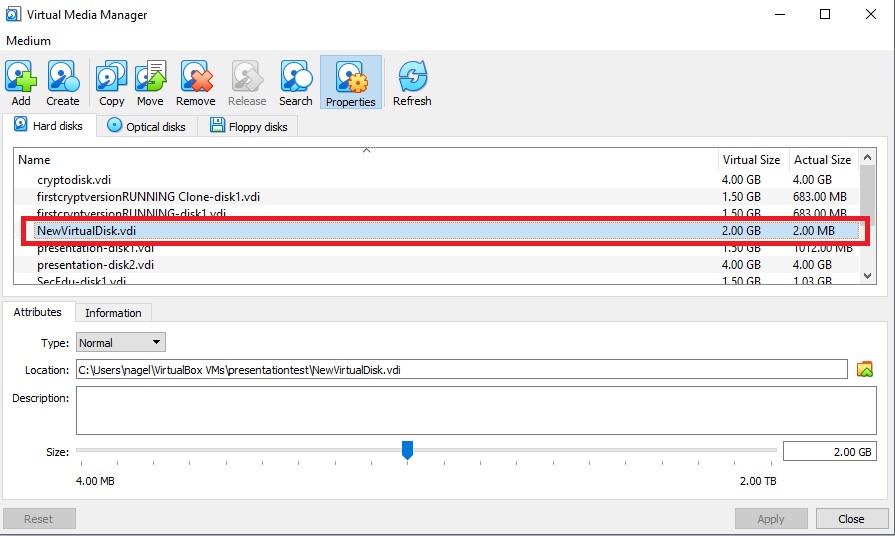 Virtual Media Manager
Medium
Add Create Copy Move Remove Release Search Properties Refresh
Hard disks Optical disks Floppy disks
Name Virtual Size Actual Size
cryptodisk.vdi 4.00 GB 4.00 GB
firstcryptversionRUNNING Clone-disk1.vdi 1.50 GB 683.00 MB
firstcryptversionRUNNING-disk1.vdi 1.50 GB 683.00 MB
NewVirtualDisk.vdi 2.00 GB 2.00 MB
presentation-disk1.vdi 1.50 GB 1012.00 MB
presentation-disk2.vdi 4.00 GB 4.00 GB
SecEdu-disk1.vdi 1.50 GB 1.03 GB
Attributes Information
Type: Normal
Location: C:\Users\nagel\VirtualBox VMs\presentationtest\NewVirtualDisk.vdi
Description:
Size: 2.00 GB
4.00 MB 2.00 TB
Reset Apply Close